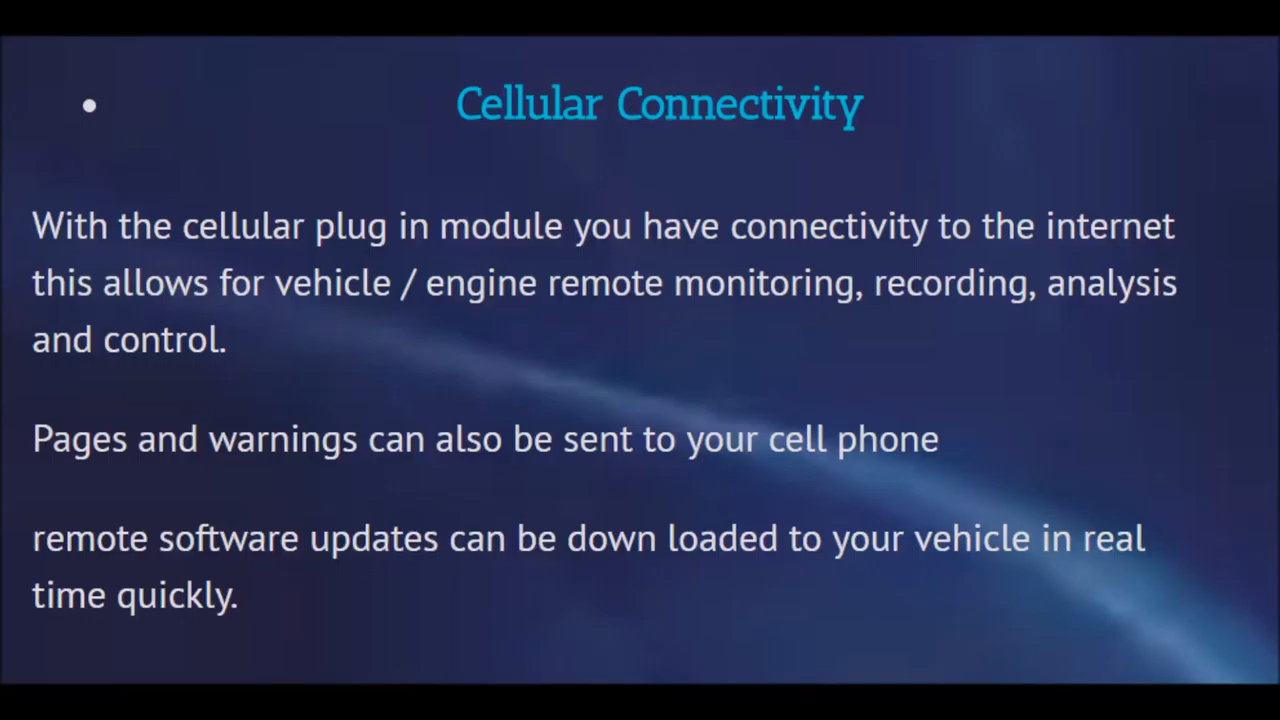 • Cellular Connectivity
With the cellular plug in module you have connectivity to the internet
this allows for vehicle / engine remote monitoring, recording, analysis
and control.
Pages and warnings can also be sent to your cell phone
remote software updates can be down loaded to your vehicle in real
time quickly.